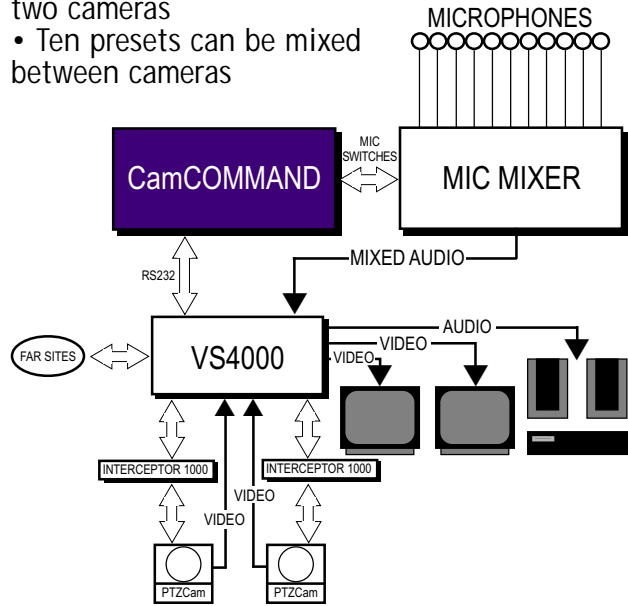 two cameras
• Ten presets can be mixed
between cameras
MICROPHONES
CamCOMMAND
MIC
SWITCHES
MIC MIXER
RS232
MIXED AUDIO
FAR SITES
VS4000
AUDIO
VIDEO
VIDEO
INTERCEPTOR 1000
INTERCEPTOR 1000
VIDEO
VIDEO
PTZCam
PTZCam